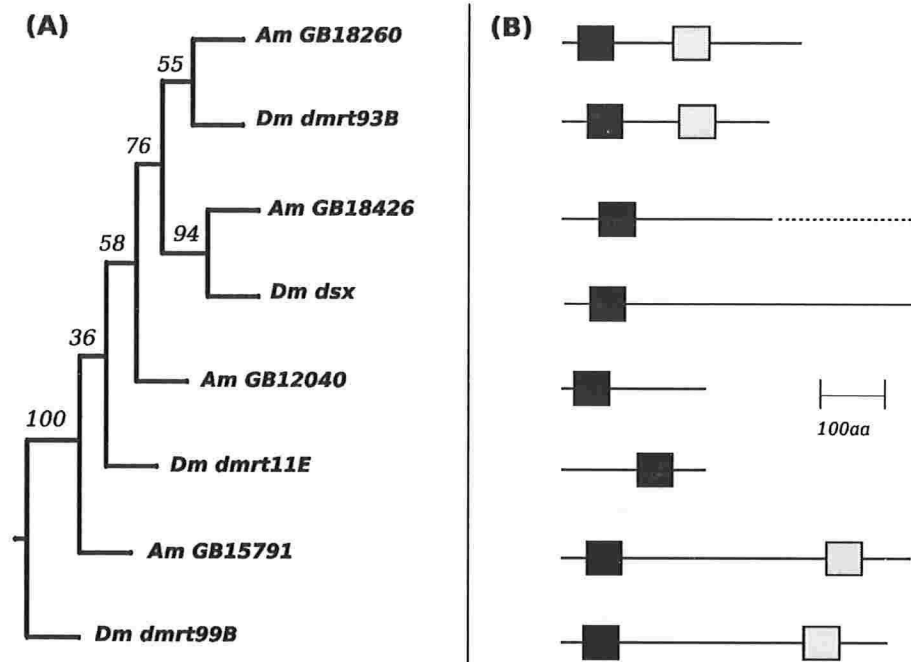 (A)
(B)
Am GB18260
55
Dm dmrt93B
76
Am GB18426
94
58
Dm dsx
36
Am GB12040
100
100aa
Dm dmrt11E
Am GB15791
Dm dmrt99B